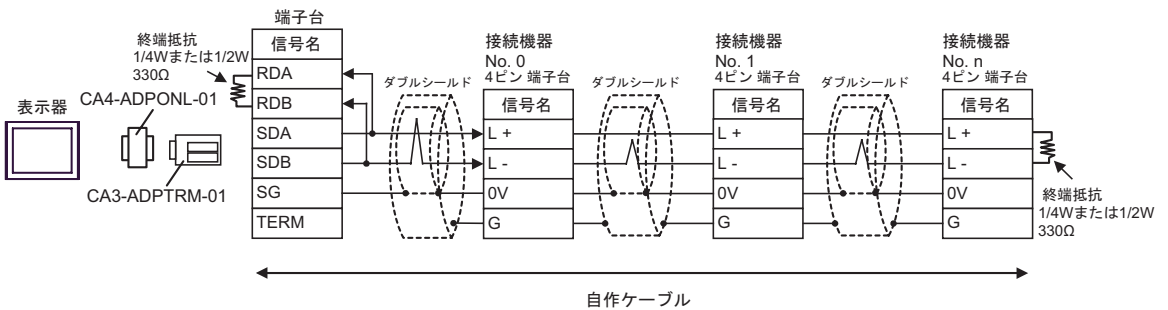 表示器
CA4-ADPONL-01
CA3-ADPTRM-01
終端抵抗
1/4Wまたは1/2W
330Ω
端子台
信号名
RDA
RDB
SDA
SDB
SG
TERM
ダブルシールド
接続機器
No. 0
4ピン 端子台
信号名
L +
L -
0V
G
ダブルシールド
接続機器
No. 1
4ピン 端子台
信号名
L +
L -
0V
G
ダブルシールド
接続機器
No. n
4ピン 端子台
信号名
L +
L -
0V
G
終端抵抗
1/4Wまたは1/2W
330Ω
自作ケーブル